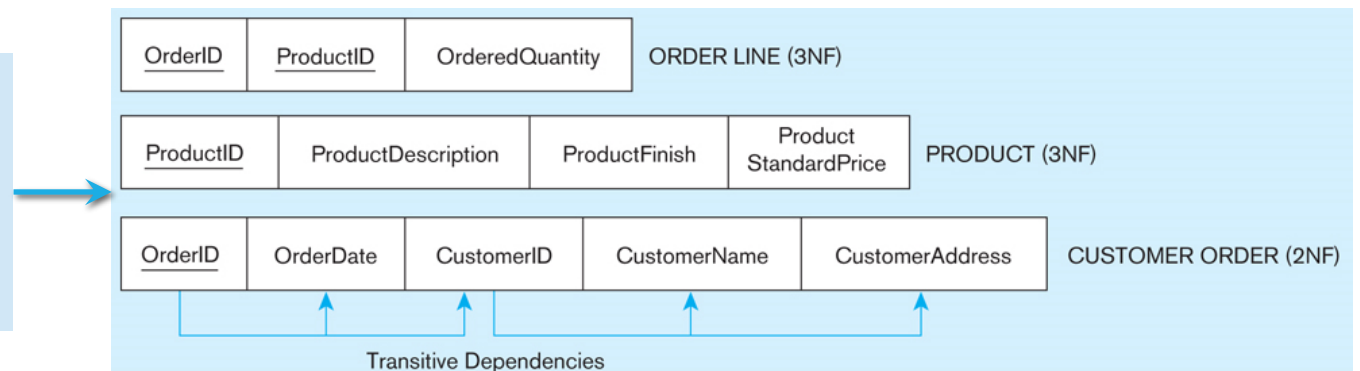 OrderID ProductID OrderedQuantity ORDER LINE (3NF)
ProductID ProductDescription ProductFinish Product StandardPrice PRODUCT (3NF)
OrderID OrderDate CustomerID CustomerName CustomerAddress CUSTOMER ORDER (2NF)
Transitive Dependencies